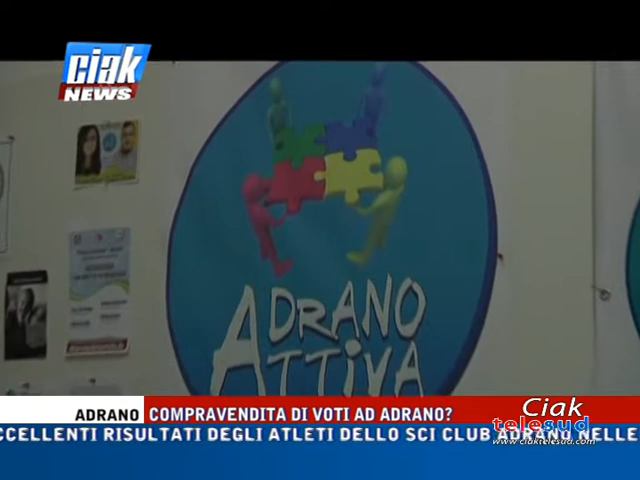 ciak
NEWS
ADRANO
ATTIVA
ADRANO COMPRAVENDITA DI VOTI AD ADRANO?
Ciak
telesud
www.ciaktelesud.com
CCELLENTI RISULTATI DEGLI ATLETI DELLO SCI CLUB ADRANO NELLE